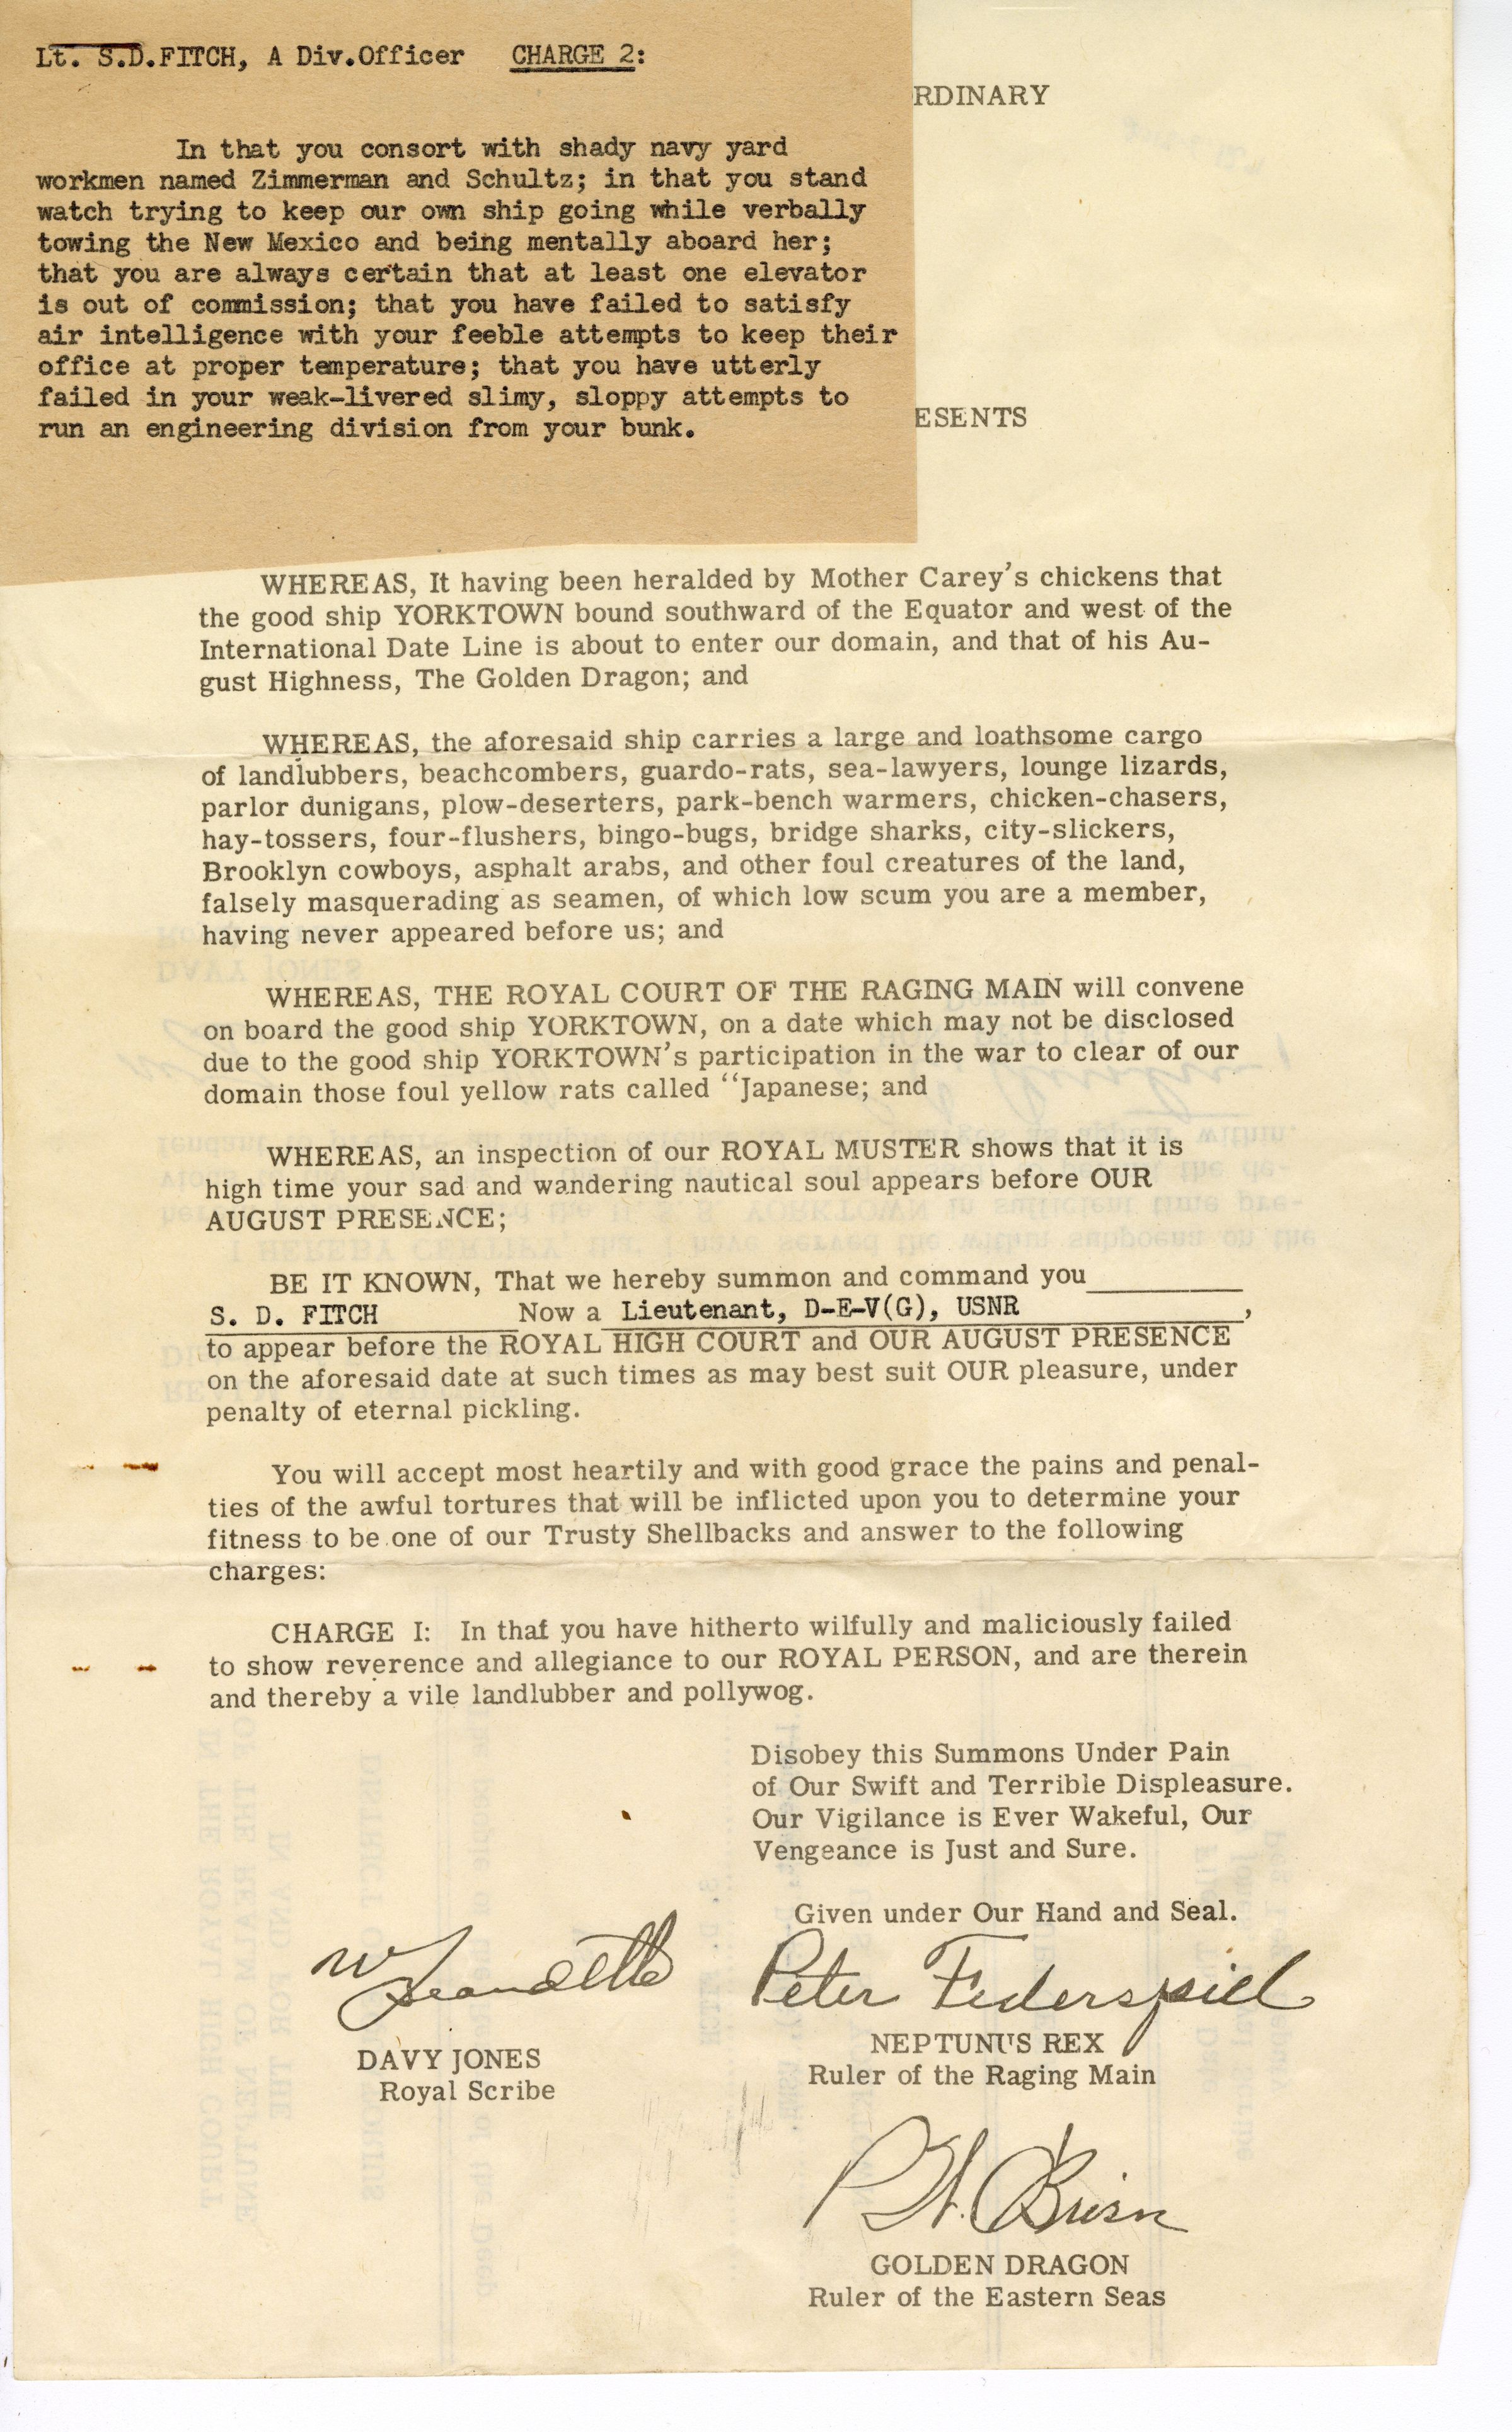 Lt. S.D.FITCH, A Div.Officer CHARGE 2:
In that you consort with shady navy yard
workmen named Zimmerman and Schultz; in that you stand
watch trying to keep our own ship going while verbally
towing the New Mexico and being mentally aboard her;
that you are always certain that at least one elevator
is out of commission; that you have failed to satisfy
air intelligence with your feeble attempts to keep their
office at proper temperature; that you have utterly
failed in your weak-livered slimy, sloppy attempts to
run an engineering division from your bunk.
RDINARY
ESENTS
WHEREAS, It having been heralded by Mother Carey's chickens that
the good ship YORKTOWN bound southward of the Equator and west of the
International Date Line is about to enter our domain, and that of his Au-
gust Highness, The Golden Dragon; and
WHEREAS, the aforesaid ship carries a large and loathsome cargo
of landlubbers, beachcombers, guardo-rats, sea-lawyers, lounge lizards,
parlor dunigans, plow-deserters, park-bench warmers, chicken-chasers,
hay-tossers, four-flushers, bingo-bugs, bridge sharks, city-slickers,
Brooklyn cowboys, asphalt arabs, and other foul creatures of the land,
falsely masquerading as seamen, of which low scum you are a member,
having never appeared before us; and
WHEREAS, THE ROYAL COURT OF THE RAGING MAIN will convene
on board the good ship YORKTOWN, on a date which may not be disclosed
due to the good ship YORKTOWN's participation in the war to clear of our
domain those foul yellow rats called "Japanese; and
WHEREAS, an inspection of our ROYAL MUSTER shows that it is
high time your sad and wandering nautical soul appears before OUR
AUGUST PRESENCE;
BE IT KNOWN, That we hereby summon and command you
S. D. FITCH Now a Lieutenant, D-E-V(G), USNR ,
to appear before the ROYAL HIGH COURT and OUR AUGUST PRESENCE
on the aforesaid date at such times as may best suit OUR pleasure, under
penalty of eternal pickling.
You will accept most heartily and with good grace the pains and penal-
ties of the awful tortures that will be inflicted upon you to determine your
fitness to be one of our Trusty Shellbacks and answer to the following
charges:
CHARGE I: In that you have hitherto wilfully and maliciously failed
to show reverence and allegiance to our ROYAL PERSON, and are therein
and thereby a vile landlubber and pollywog.
Disobey this Summons Under Pain
of Our Swift and Terrible Displeasure.
Our Vigilance is Ever Wakeful, Our
Vengeance is Just and Sure.
Given under Our Hand and Seal.
Peter Federspiel
DAVY JONES
Royal Scribe
NEPTUNUS REX
Ruler of the Raging Main
GOLDEN DRAGON
Ruler of the Eastern Seas